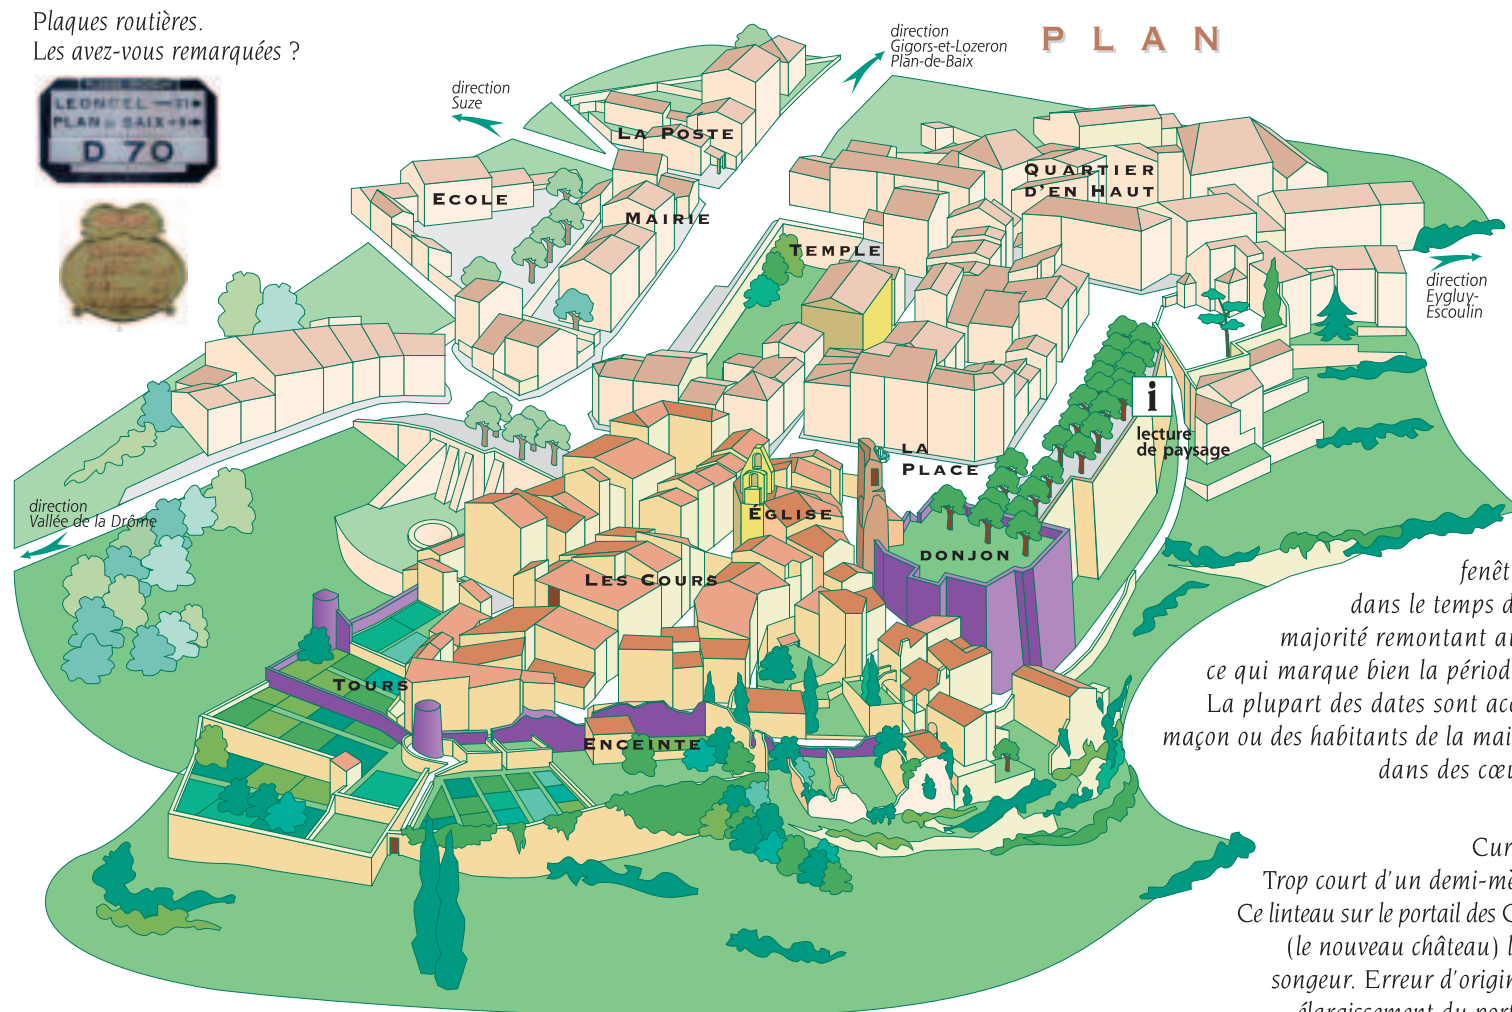 Plaques routières.
Les avez-vous remarquées ?
D 70
PLAN
direction
Suze
direction
Gigors-et-Lozeron
Plan-de-Baix
LA POSTE
ECOLE
MAIRIE
QUARTIER
D'EN HAUT
TEMPLE
direction
Eygluy-
Escoulin
i
lecture
de paysage
LA
PLACE
ÉGLISE
DONJON
direction
Vallée de la Drôme
LES COURS
TOURS
ENCEINTE
fenêt
dans le temps d
majorité remontant au
ce qui marque bien la périod
La plupart des dates sont acc
maçon ou des habitants de la mai
dans des cœu
Cur
Trop court d'un demi-mè
Ce linteau sur le portail des C
(le nouveau château) l
songeur. Erreur d'origin
élargissement du port